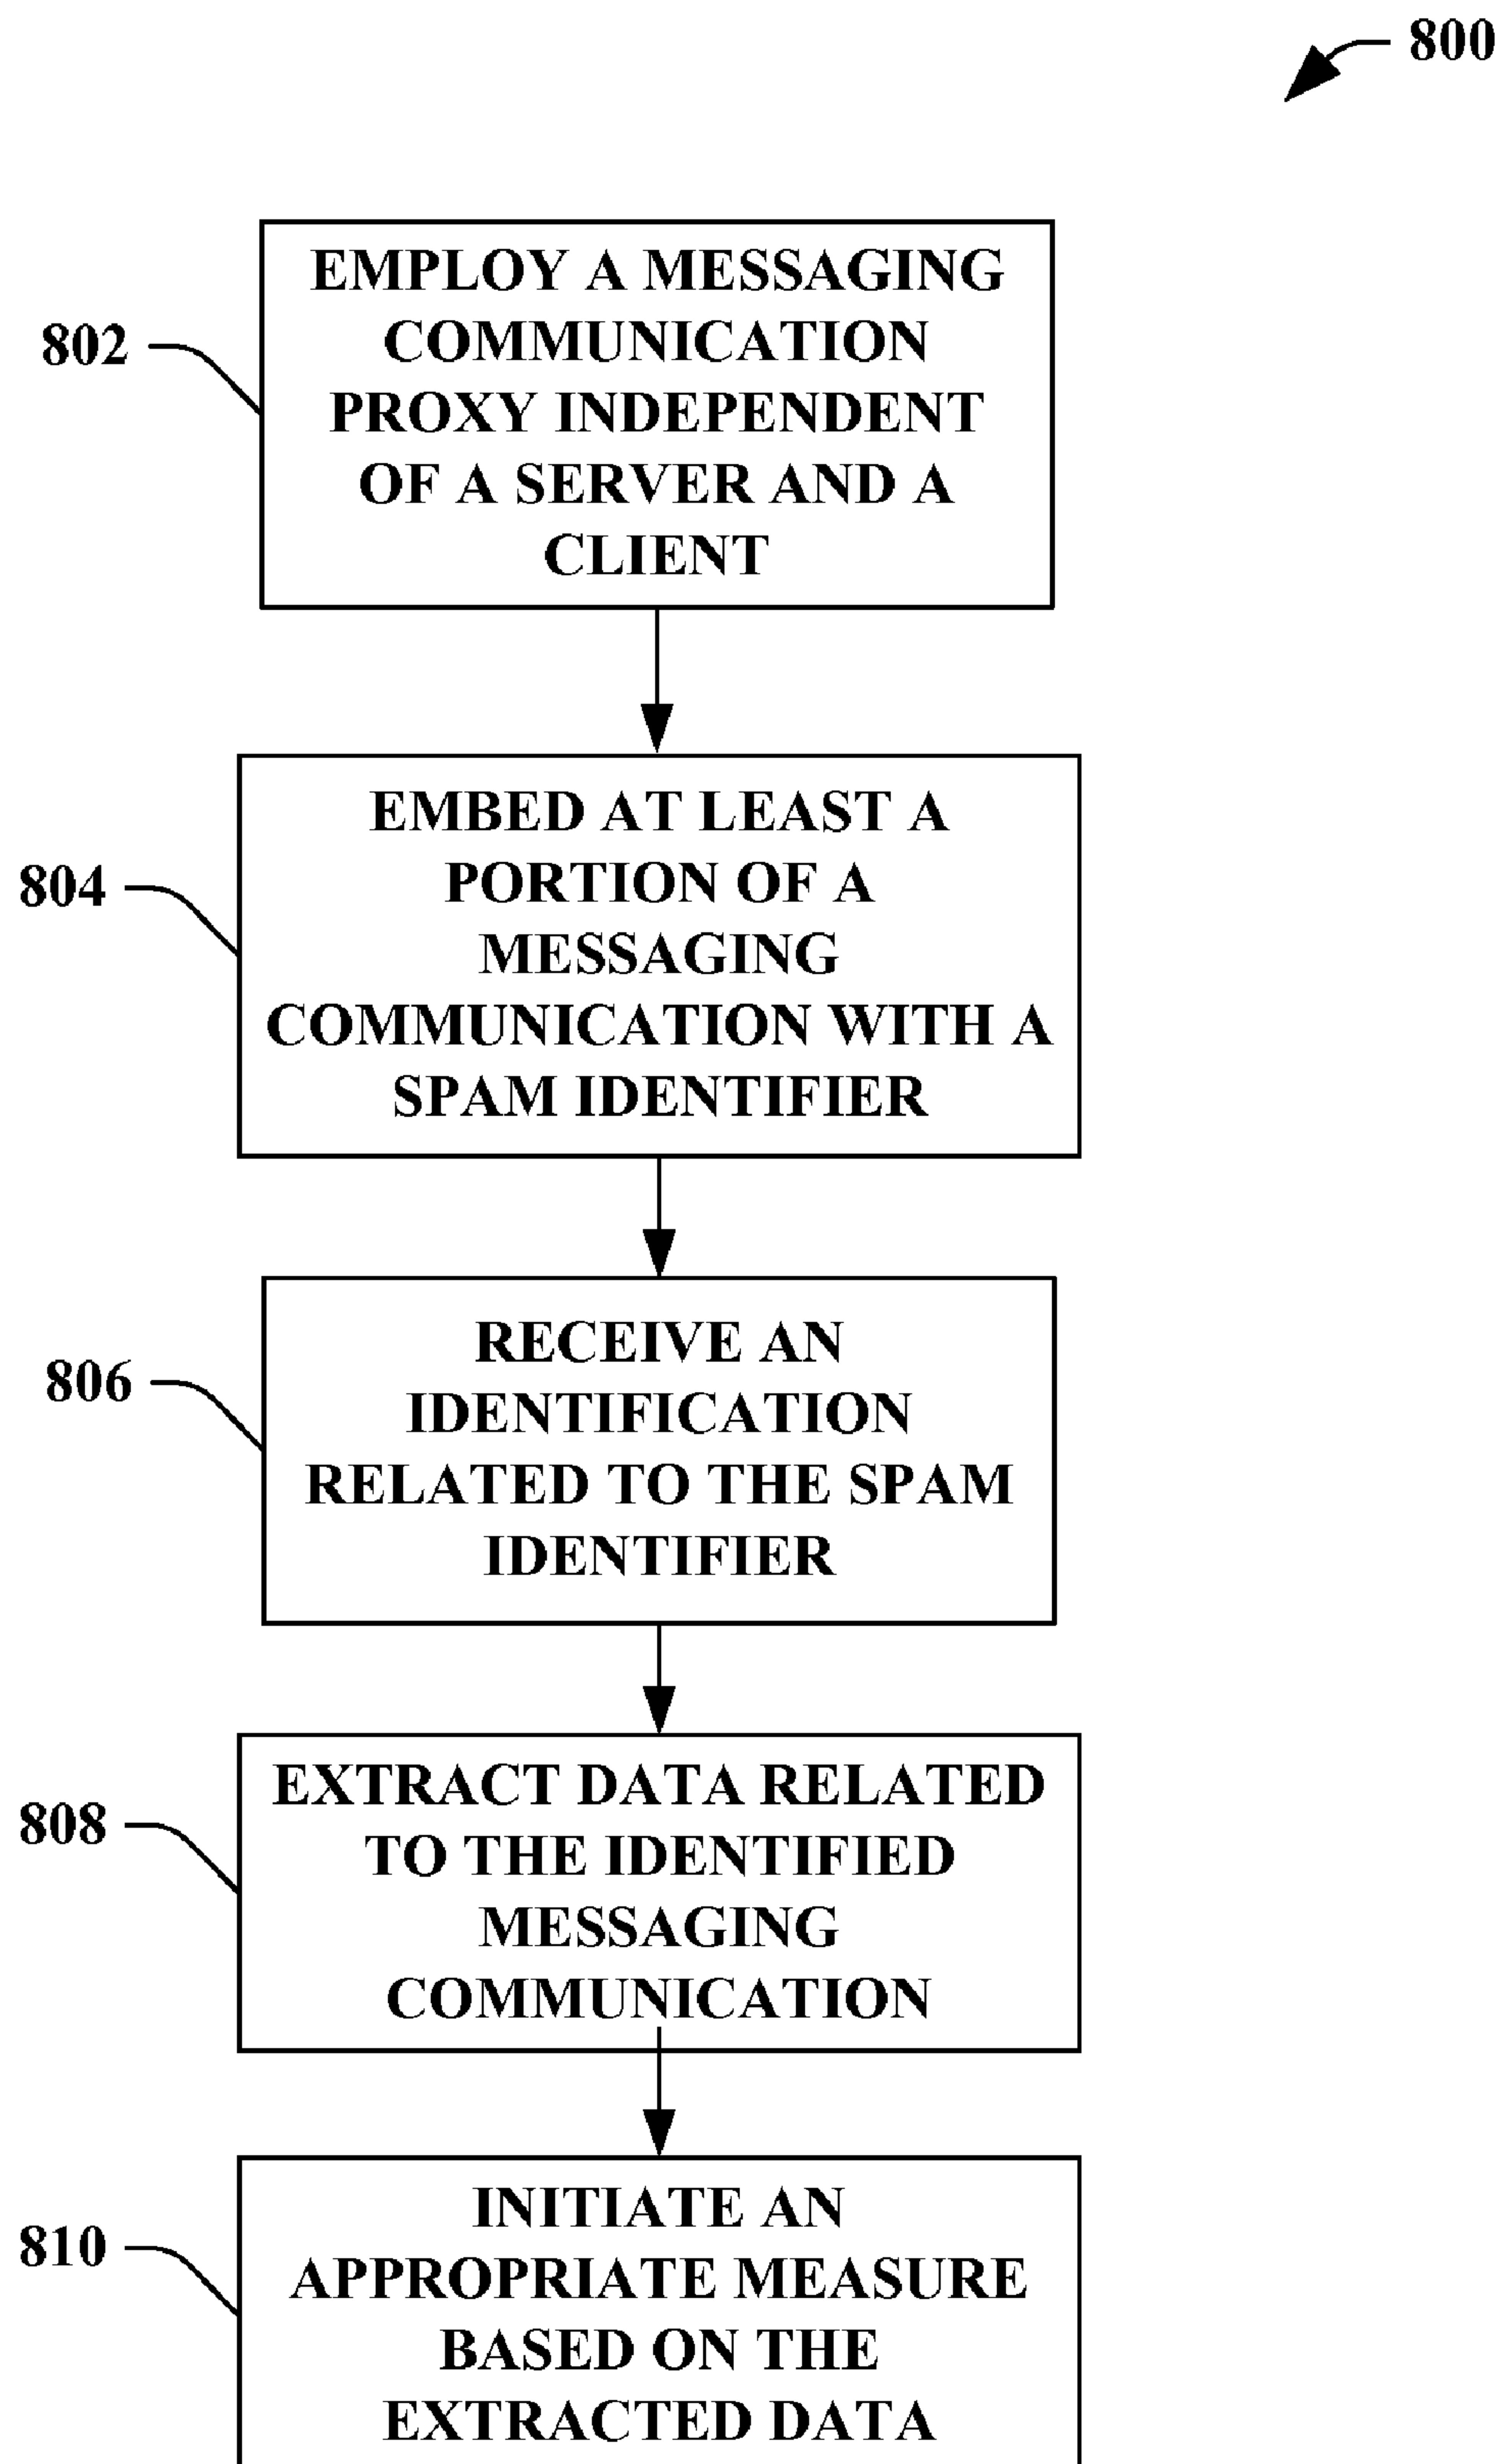 800
802
EMPLOY A MESSAGING
COMMUNICATION
PROXY INDEPENDENT
OF A SERVER AND A
CLIENT
804
EMBED AT LEAST A
PORTION OF A
MESSAGING
COMMUNICATION WITH A
SPAM IDENTIFIER
806
RECEIVE AN
IDENTIFICATION
RELATED TO THE SPAM
IDENTIFIER
808
EXTRACT DATA RELATED
TO THE IDENTIFIED
MESSAGING
COMMUNICATION
810
INITIATE AN
APPROPRIATE MEASURE
BASED ON THE
EXTRACTED DATA